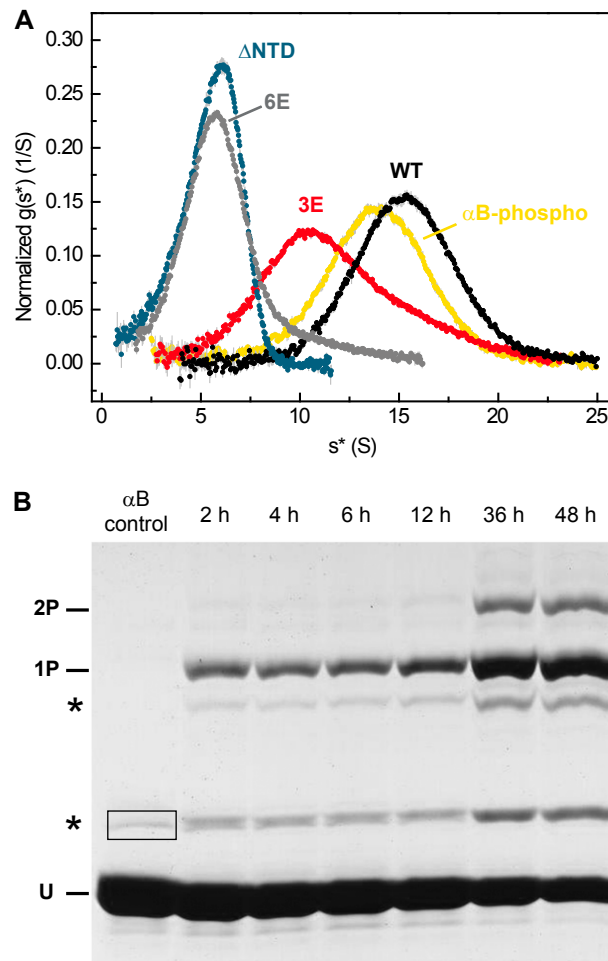 A
0.30
0.25
0.20
0.15
0.10
0.05
0.00
Normalized g(s*) (1/S)
ΔNTD
6E
3E
WT
αB-phospho
0 5 10 15 20 25
s* (S)
B
αB control 2 h 4 h 6 h 12 h 36 h 48 h
2P
1P
*
*
U